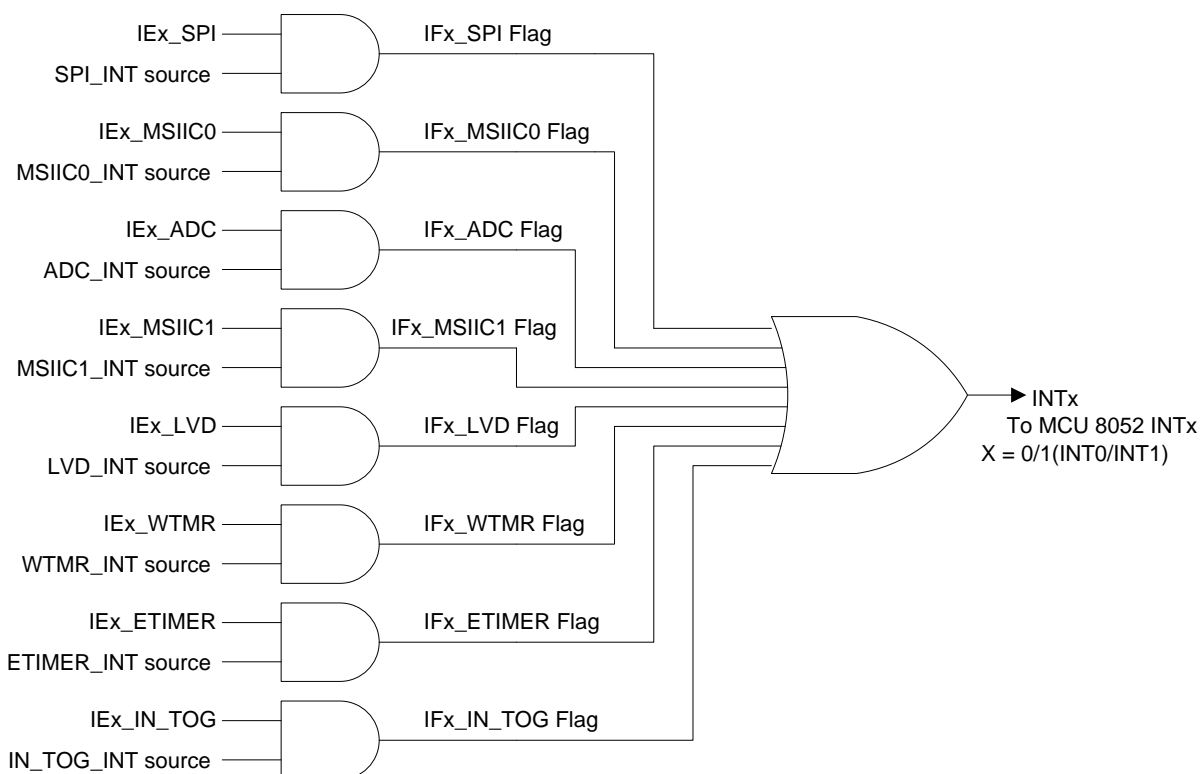 IEx_SPI
IFx_SPI Flag
SPI_INT source
IEx_MSIIC0
IFx_MSIIC0 Flag
MSIIC0_INT source
IEx_ADC
IFx_ADC Flag
ADC_INT source
IEx_MSIIC1
IFx_MSIIC1 Flag
MSIIC1_INT source
IEx_LVD
IFx_LVD Flag
LVD_INT source
IEx_WTMR
IFx_WTMR Flag
WTMR_INT source
IEx_ETIMER
IFx_ETIMER Flag
ETIMER_INT source
IEx_IN_TOG
IFx_IN_TOG Flag
IN_TOG_INT source
INTx
To MCU 8052 INTx
X = 0/1(INT0/INT1)